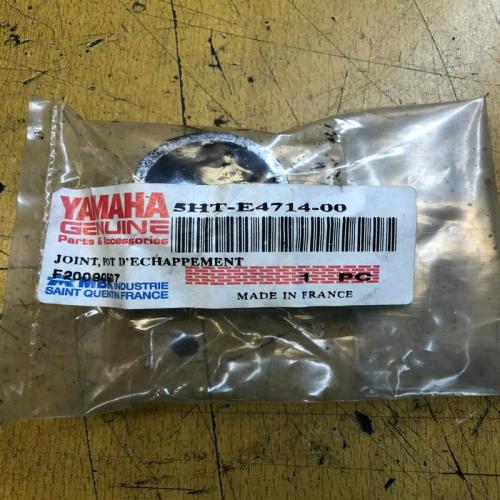 YAMAHA
GENUINE
Parts & Accessories
5HT-E4714-00
JOINT, POT D'ECHAPPEMENT
F2009
1 PC
MBK INDUSTRIE
SAINT QUENTIN FRANCE
MADE IN FRANCE